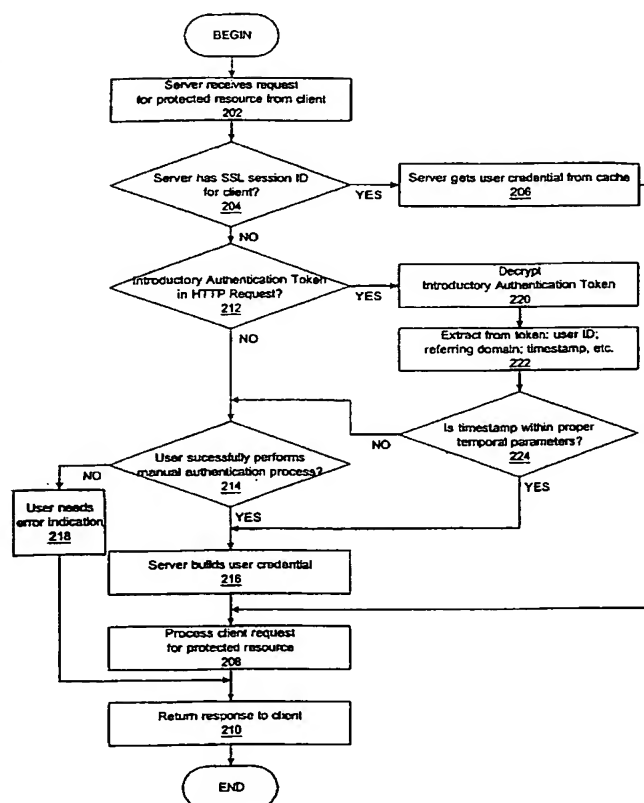 BEGIN
Server receives request
for protected resource from client
202
Server has SSL session ID
for client?
204
YES
Server gets user credential from cache
206
NO
Introductory Authentication Token
in HTTP Request?
212
YES
Decrypt
Introductory Authentication Token
220
NO
Extract from token: user ID;
referring domain; timestamp, etc.
222
Is timestamp within proper
temporal parameters?
224
NO
YES
User sucessfully performs
manual authentication process?
214
NO
YES
User needs
error indication
218
Server builds user credential
216
Process client request
for protected resource
208
Return response to client
210
END